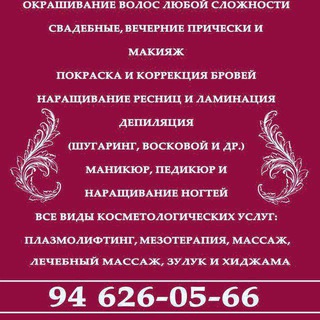 ОКРАШИВАНИЕ ВОЛОС ЛЮБОЙ СЛОЖНОСТИ
СВАДЕБНЫЕ, ВЕЧЕРНИЕ ПРИЧЕСКИ И
МАКИЯЖ
ПОКРАСКА И КОРРЕКЦИЯ БРОВЕЙ
НАРАЩИВАНИЕ РЕСНИЦ И ЛАМИНАЦИЯ
ДЕПИЛЯЦИЯ
(ШУГАРИНГ, ВОСКОВОЙ И ДР.)
МАНИКЮР, ПЕДИКЮР И
НАРАЩИВАНИЕ НОГТЕЙ
ВСЕ ВИДЫ КОСМЕТОЛОГИЧЕСКИХ УСЛУГ:
ПЛАЗМОЛИФТИНГ, МЕЗОТЕРАПИЯ, МАССАЖ,
ЛЕЧЕБНЫЙ МАССАЖ, ЗУЛУК И ХИДЖАМА
94 626-05-66